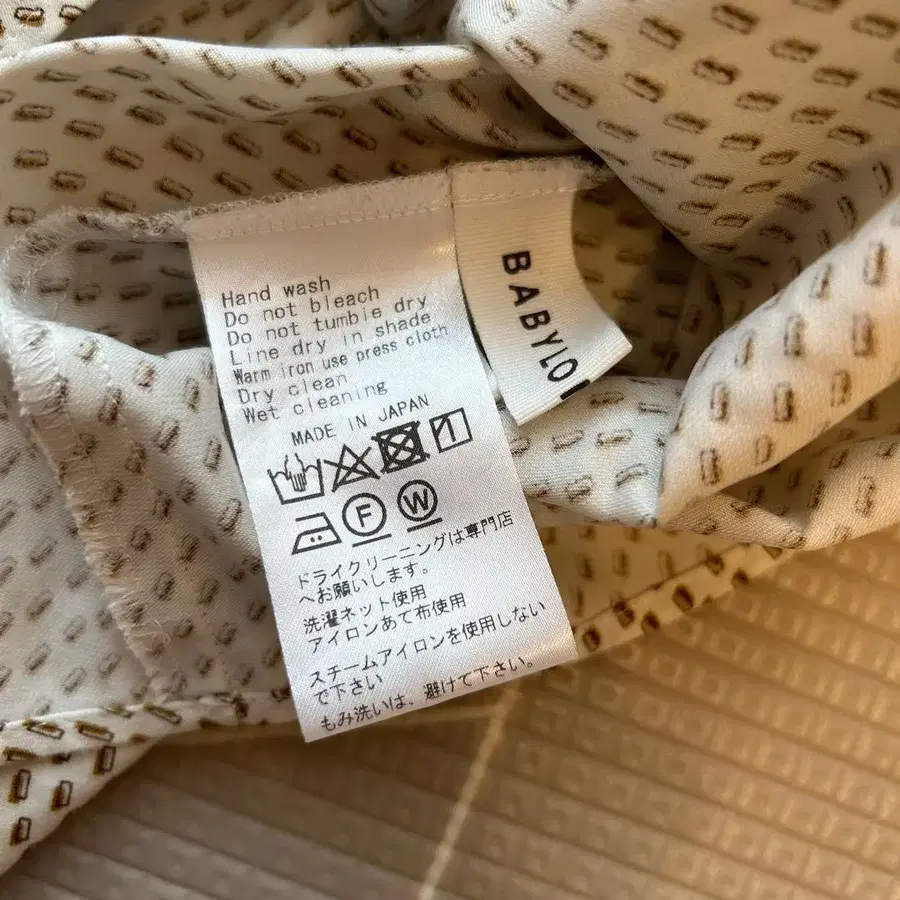 Hand wash
Do not bleach
Do not tumble dry
Line dry in shade
Warm iron use press cloth
Dry clean
Wet cleaning
MADE IN JAPAN
F W
ドライクリーニングは専門店
へお願いします。
洗濯ネット使用
アイロンあて布使用
スチームアイロンを使用しない
で下さい
もみ洗いは、避けて下さい。
BABYLO